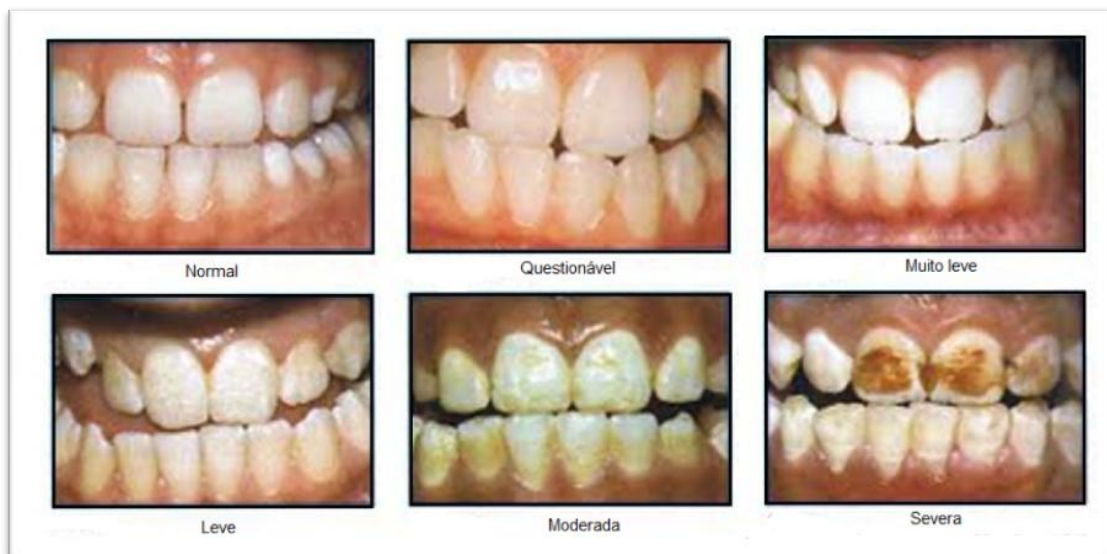 Normal
Questionável
Muito leve
Leve
Moderada
Severa